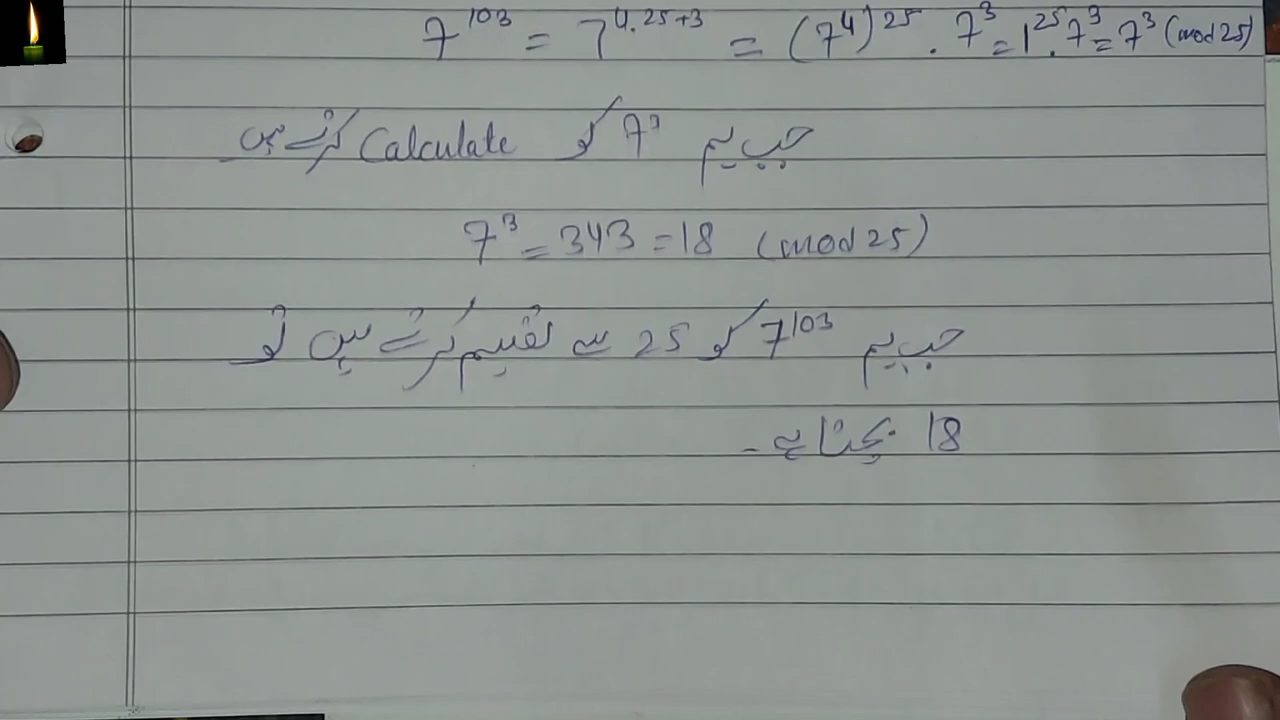 7^103 = 7^4.25+3 = (7^4)^25 . 7^3 = 1^25 . 7^3 = 7^3 (mod 25)
جب ہم 7^3 کو Calculate کرتے ہیں
7^3 = 343 = 18 (mod 25)
جب ہم 7^103 کو 25 سے تقسیم کرتے ہیں تو
18 بچتا ہے۔